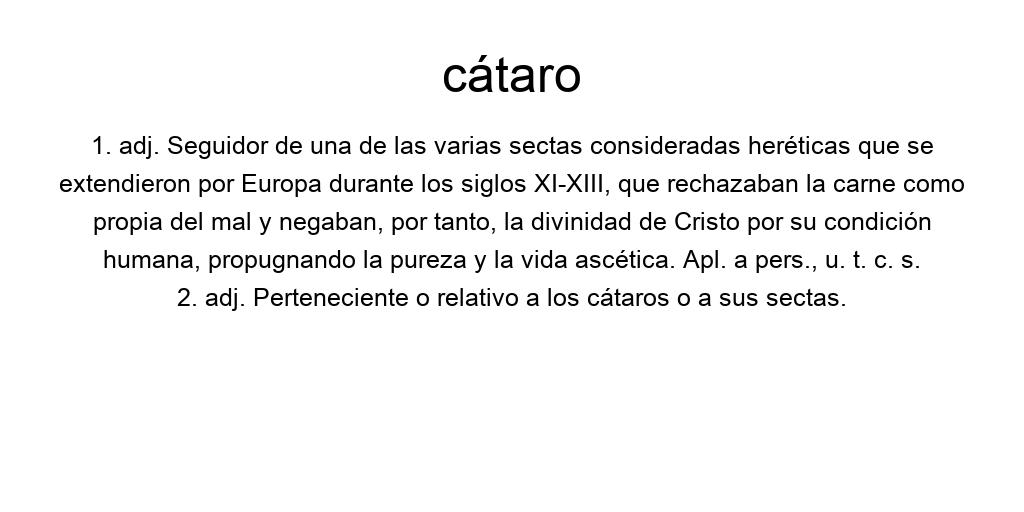 cátaro
1. adj. Seguidor de una de las varias sectas consideradas heréticas que se
extendieron por Europa durante los siglos XI-XIII, que rechazaban la carne como
propia del mal y negaban, por tanto, la divinidad de Cristo por su condición
humana, propugnando la pureza y la vida ascética. Apl. a pers., u. t. c. s.
2. adj. Perteneciente o relativo a los cátaros o a sus sectas.